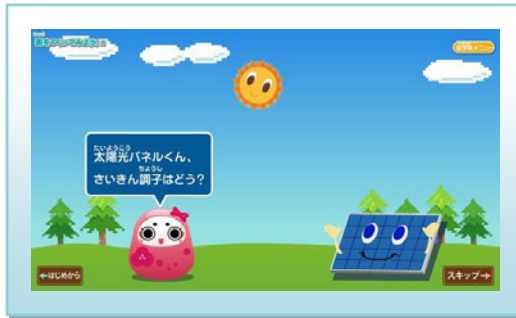 太陽光パネルくん、
さいきん調子はどう？
←はじめから
スキップ→